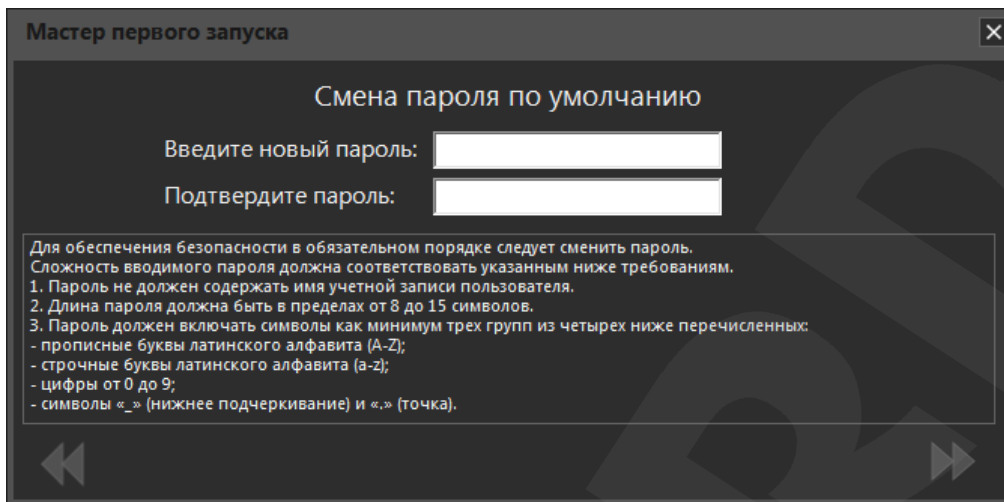 Мастер первого запуска
Смена пароля по умолчанию
Введите новый пароль:
Подтвердите пароль:
Для обеспечения безопасности в обязательном порядке следует сменить пароль.
Сложность вводимого пароля должна соответствовать указанным ниже требованиям.
1. Пароль не должен содержать имя учетной записи пользователя.
2. Длина пароля должна быть в пределах от 8 до 15 символов.
3. Пароль должен включать символы как минимум трех групп из четырех ниже перечисленных:
- прописные буквы латинского алфавита (A-Z);
- строчные буквы латинского алфавита (a-z);
- цифры от 0 до 9;
- символы «_» (нижнее подчеркивание) и «.» (точка).